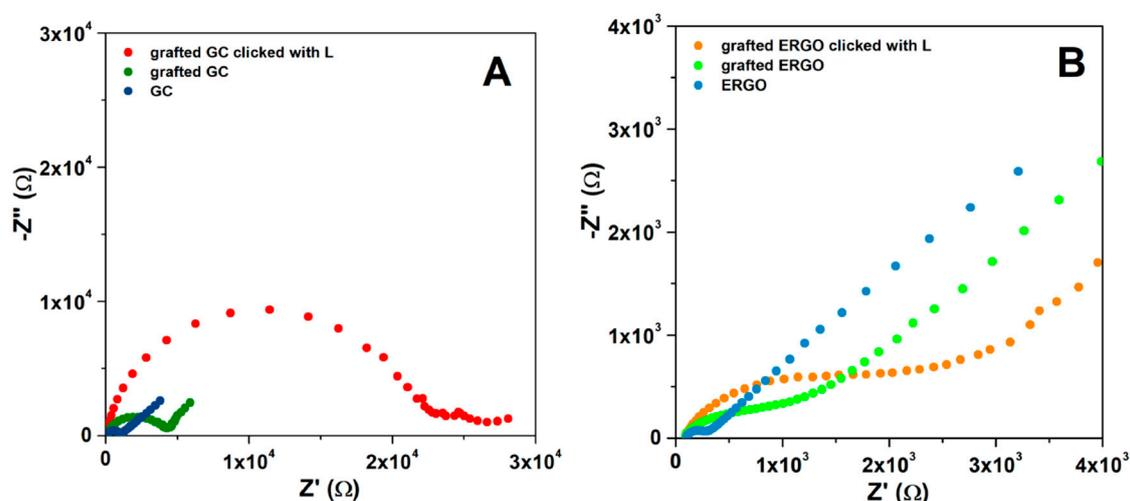 A
grafted GC clicked with L
grafted GC
GC
3x10⁴
2x10⁴
1x10⁴
0
-Z'' (Ω)
0
1x10⁴
2x10⁴
3x10⁴
Z' (Ω)
B
grafted ERGO clicked with L
grafted ERGO
ERGO
4x10³
3x10³
2x10³
1x10³
0
-Z'' (Ω)
0
1x10³
2x10³
3x10³
4x10³
Z' (Ω)